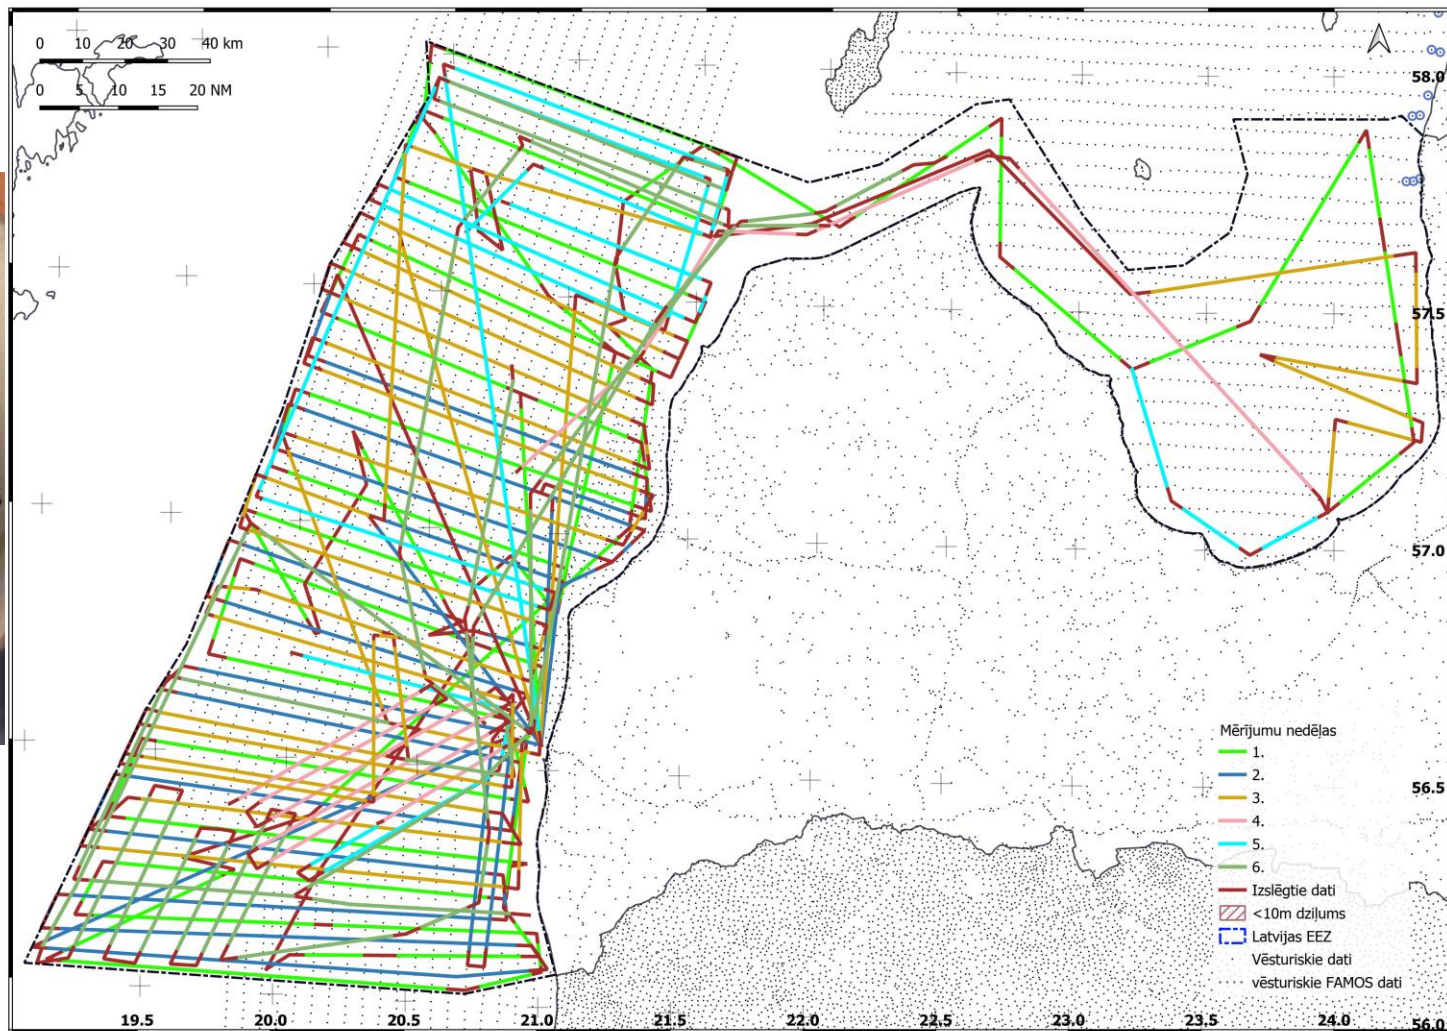 0 10 20 30 40 km
0 5 10 15 20 NM
58.0
57.5
57.0
56.5
Mērījumu nedēļas
1.
2.
3.
4.
5.
6.
Izslēgtie dati
<10m dziļums
Latvijas EEZ
Vēsturiskie dati
vēsturiskie FAMOS dati
19.5 20.0 20.5 21.0 21.5 22.0 22.5 23.0 23.5 24.0 56.0